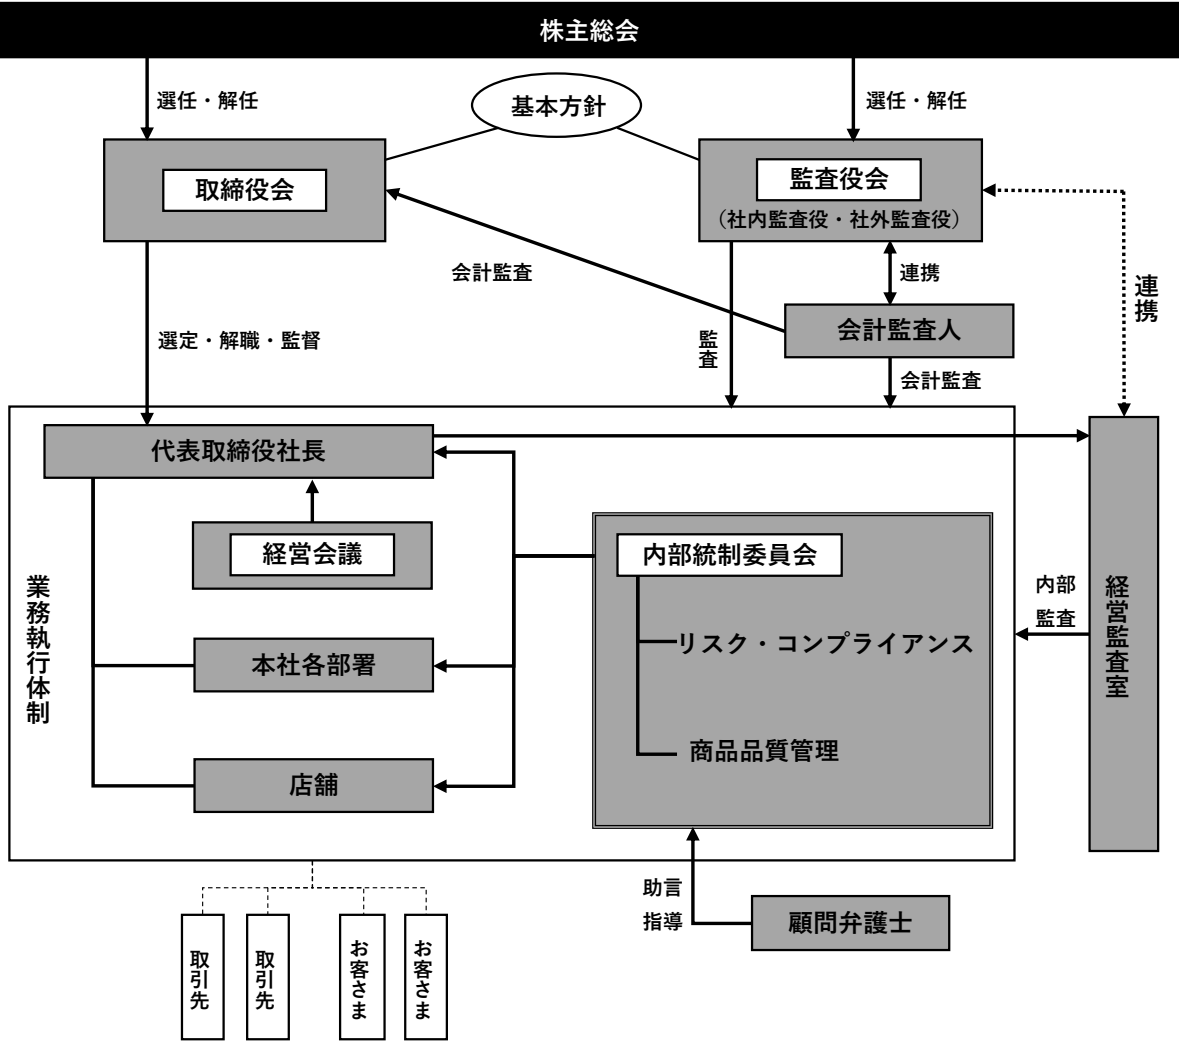 株主総会
選任・解任
基本方針
選任・解任
取締役会
監査役会
（社内監査役・社外監査役）
会計監査
連携
連携
会計監査人
選定・解職・監督
監査
会計監査
代表取締役社長
経営会議
内部統制委員会
業務執行体制
リスク・コンプライアンス
本社各部署
商品品質管理
店舗
内部
監査
経営監査室
助言
指導
顧問弁護士
取引先
取引先
お客さま
お客さま